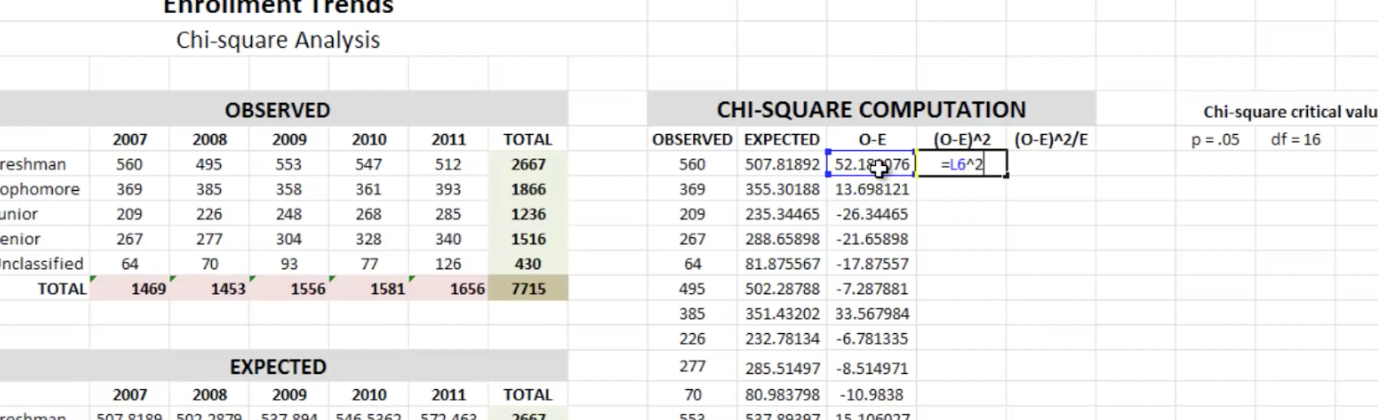 Enrollment Trends
Chi-square Analysis
OBSERVED CHI-SQUARE COMPUTATION Chi-square critical valu
2007 2008 2009 2010 2011 TOTAL OBSERVED EXPECTED O-E (O-E)^2 (O-E)^2/E p = .05 df = 16
reshman 560 495 553 547 512 2667 560 507.81892 =L6^2
ophomore 369 385 358 361 393 1866 369 355.30188 13.698121
unior 209 226 248 268 285 1236 209 235.34465 -26.34465
enior 267 277 304 328 340 1516 267 288.65898 -21.65898
nclassified 64 70 93 77 126 430 64 81.875567 -17.87557
TOTAL 1469 1453 1556 1581 1656 7715 495 502.28788 -7.287881
385 351.43202 33.567984
226 232.78134 -6.781335
EXPECTED 277 285.51497 -8.514971
2007 2008 2009 2010 2011 TOTAL 70 80.983798 -10.9838
reshman 507.8189 502.2879 537.894 546.5362 572.463 2667 553 537.89397 15.106027